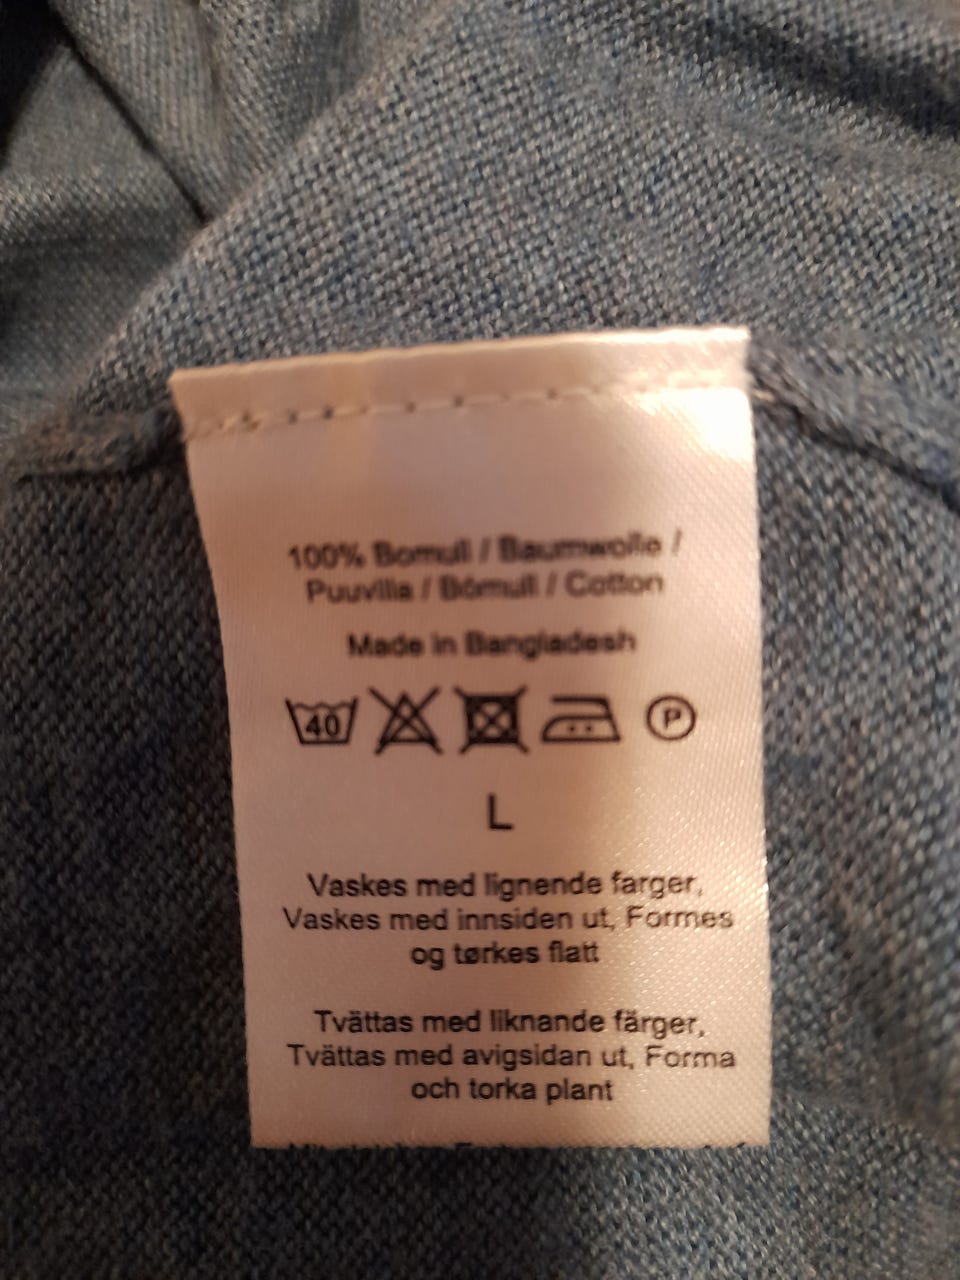 100% Bomull / Baumwolle /
Puuvilla / Bómull / Cotton
Made in Bangladesh
40 P
L
Vaskes med lignende farger,
Vaskes med innsiden ut, Formes
og tørkes flatt
Tvättas med liknande färger,
Tvättas med avigsidan ut, Forma
och torka plant